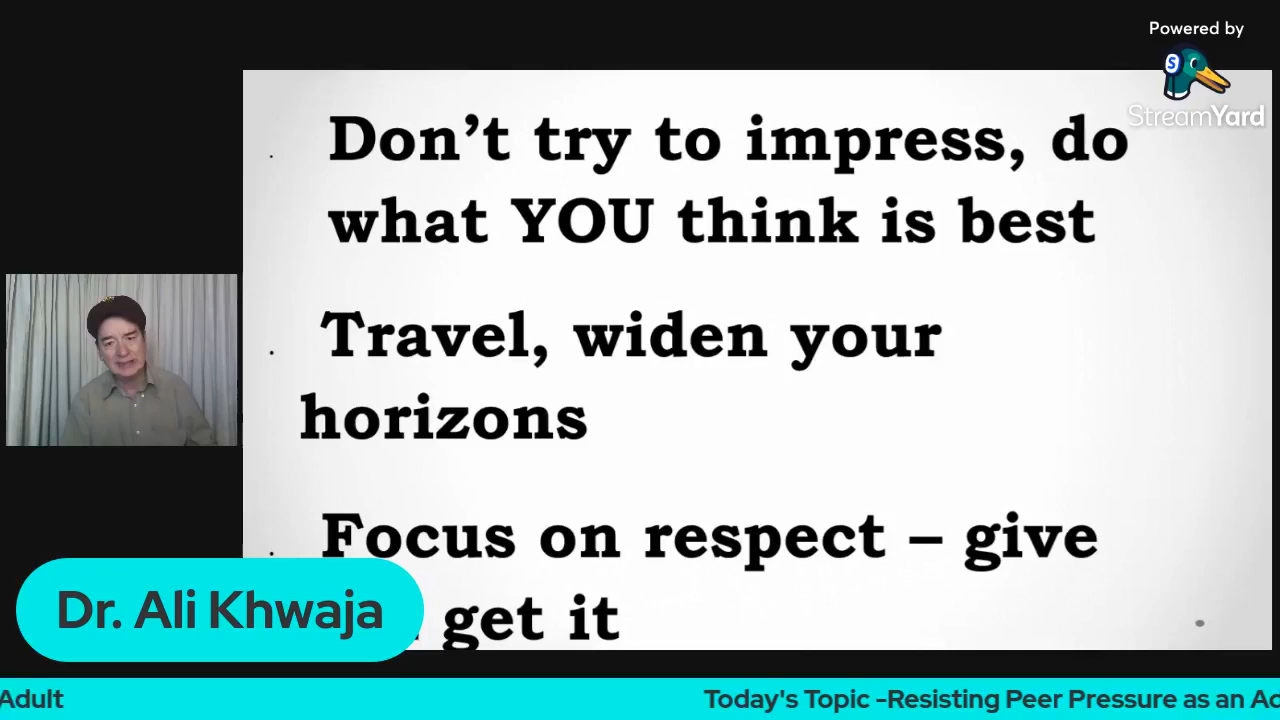 Powered by
StreamYard
Don't try to impress, do
what YOU think is best
Travel, widen your
horizons
Focus on respect – give
get it
Dr. Ali Khwaja
Adult
Today's Topic -Resisting Peer Pressure as an